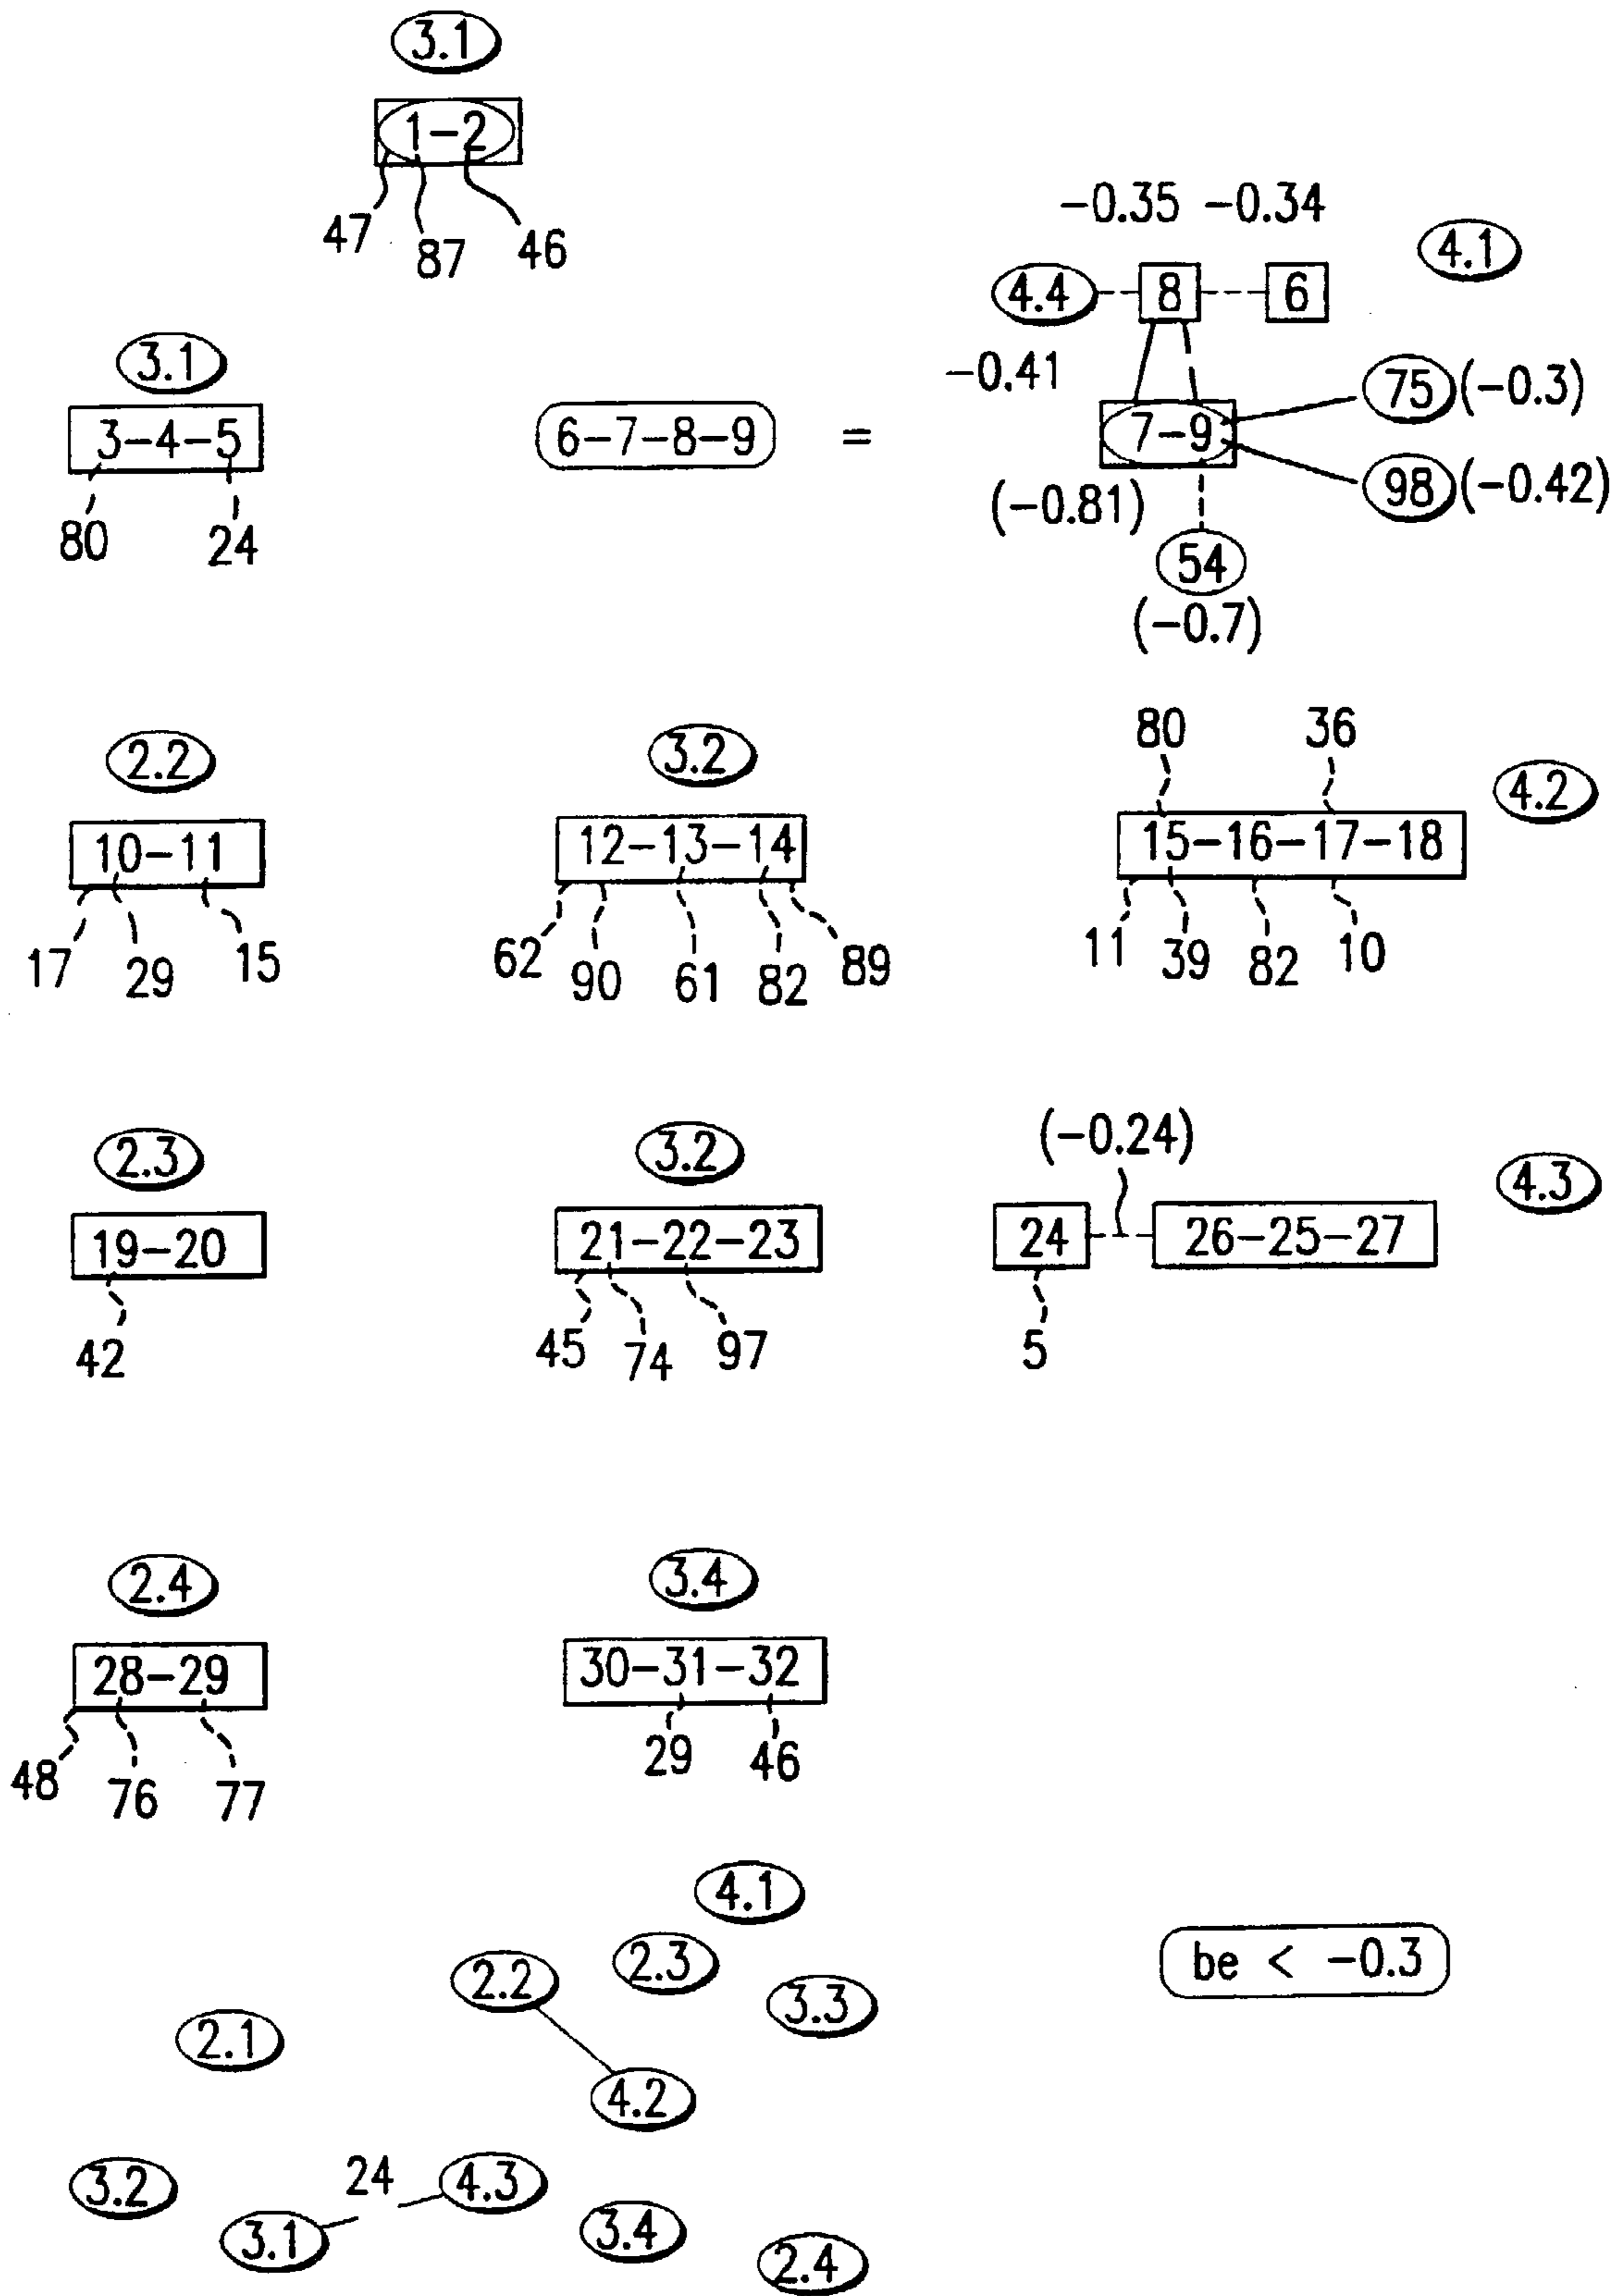 3.1
1-2
47 87 46
-0.35 -0.34
4.1
4.4 8 6
3.1
-0.41
75 (-0.3)
3-4-5 6-7-8-9 = 7-9
(-0.81) 98 (-0.42)
80 24
54
(-0.7)
80 36
2.2 3.2 4.2
10-11 12-13-14 15-16-17-18
17 29 15 62 90 61 82 89 11 39 82 10
(-0.24)
2.3 3.2 4.3
19-20 21-22-23 24 26-25-27
42 45 74 97 5
2.4 3.4
28-29 30-31-32
48 76 77 29 46
4.1
2.2 2.3 be < -0.3
3.3
2.1
4.2
3.2 24 4.3
3.1 3.4
2.4